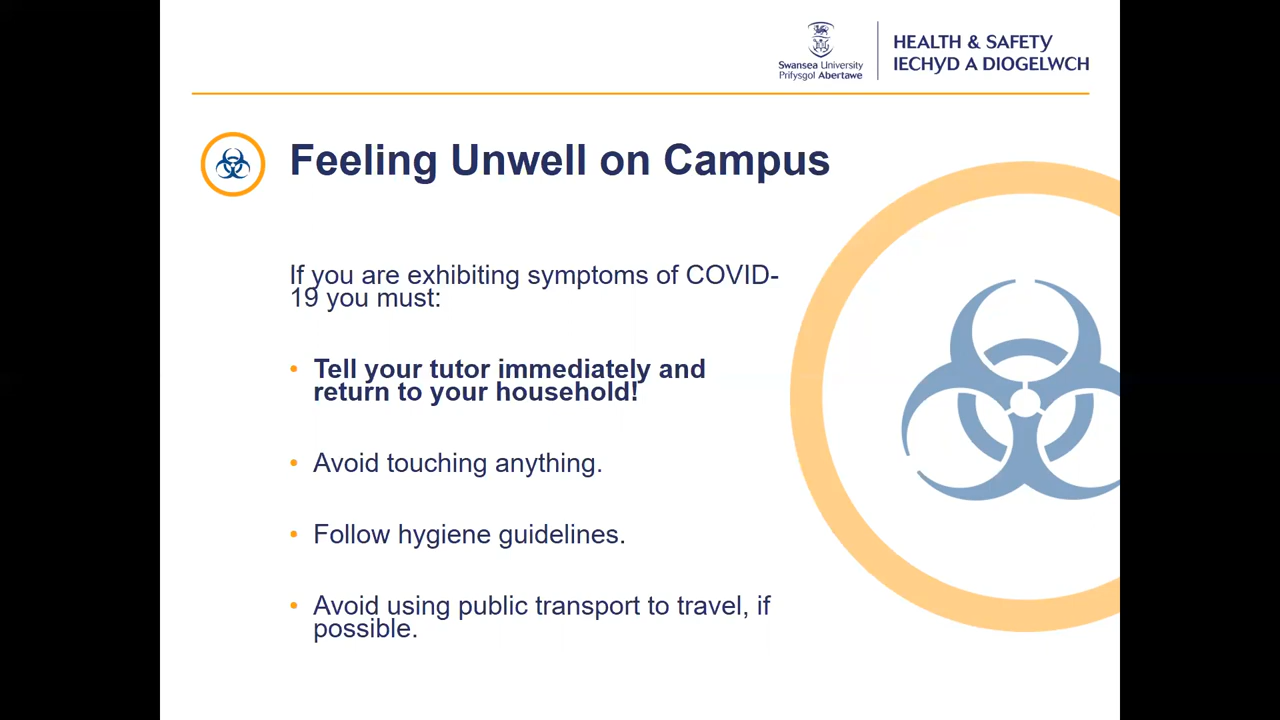 Swansea University
Prifysgol Abertawe
HEALTH & SAFETY
IECHYD A DIOGELWCH
Feeling Unwell on Campus
If you are exhibiting symptoms of COVID-
19 you must:
• Tell your tutor immediately and
return to your household!
• Avoid touching anything.
• Follow hygiene guidelines.
• Avoid using public transport to travel, if
possible.